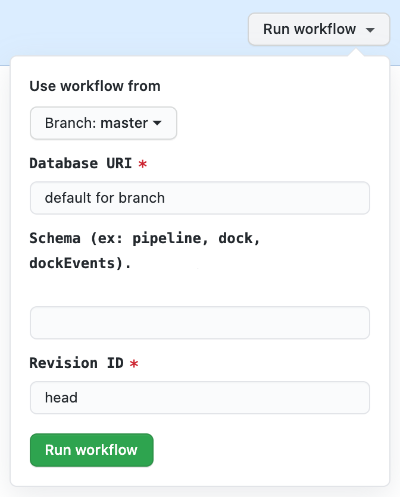 Run workflow
Use workflow from
Branch: master
Database URI *
default for branch
Schema (ex: pipeline, dock,
dockEvents).
Revision ID *
head
Run workflow